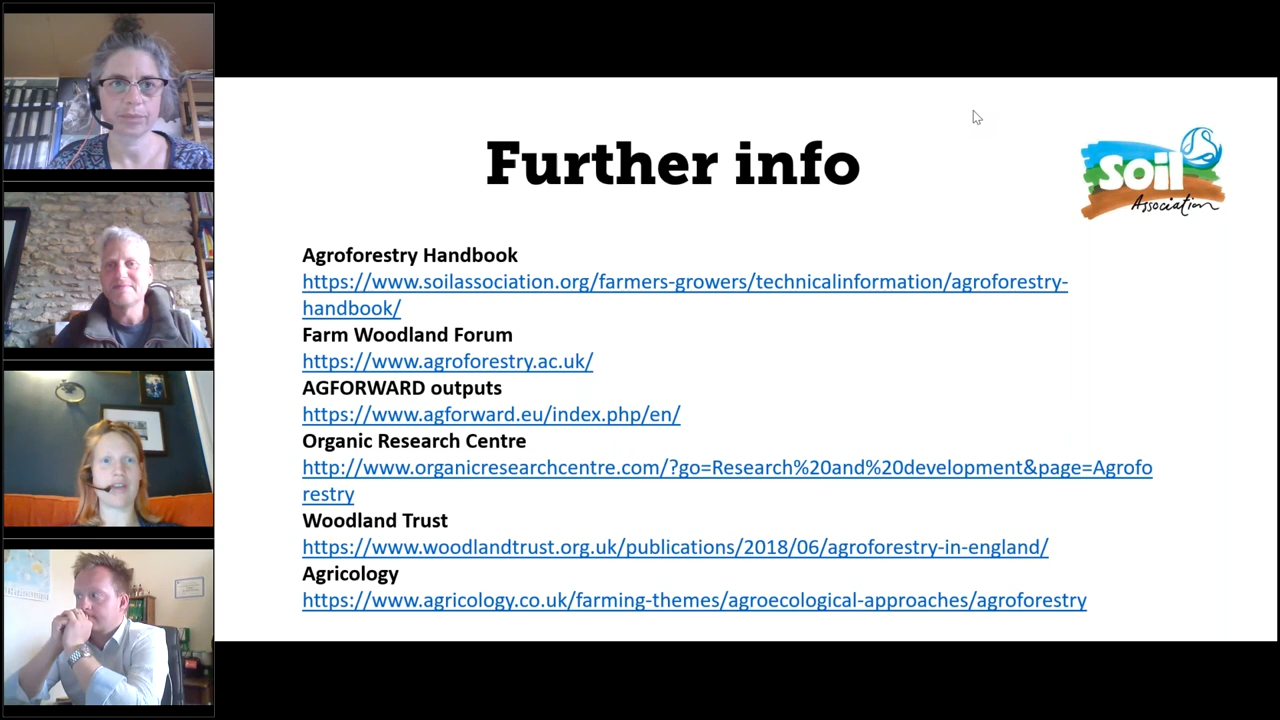 Further info
soil
Association
Agroforestry Handbook
https://www.soilassociation.org/farmers-growers/technicalinformation/agroforestry-
handbook/
Farm Woodland Forum
https://www.agroforestry.ac.uk/
AGFORWARD outputs
https://www.agforward.eu/index.php/en/
Organic Research Centre
http://www.organicresearchcentre.com/?go=Research%20and%20development&page=Agrofo
restry
Woodland Trust
https://www.woodlandtrust.org.uk/publications/2018/06/agroforestry-in-england/
Agricology
https://www.agricology.co.uk/farming-themes/agroecological-approaches/agroforestry